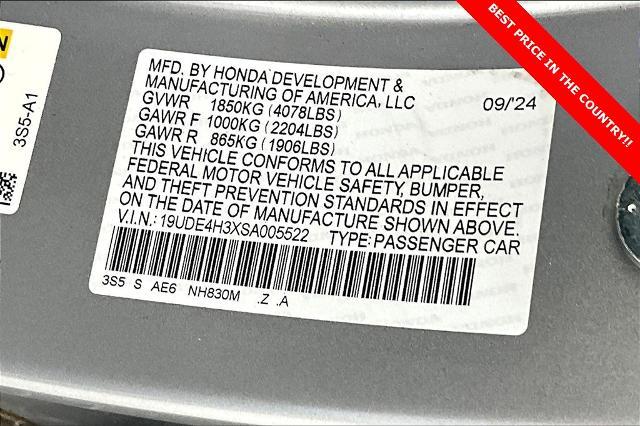 BEST PRICE IN THE COUNTRY!!
N
3S5-A1
MFD. BY HONDA DEVELOPMENT &
MANUFACTURING OF AMERICA, LLC
09/'24
GVWR 1850KG (4078LBS)
GAWR F 1000KG (2204LBS)
GAWR R 865KG (1906LBS)
THIS VEHICLE CONFORMS TO ALL APPLICABLE
FEDERAL MOTOR VEHICLE SAFETY, BUMPER,
AND THEFT PREVENTION STANDARDS IN EFFECT
ON THE DATE OF MANUFACTURE SHOWN ABOVE.
V.I.N.: 19UDE4H3XSA005522 TYPE: PASSENGER CAR
3S5 S AE6 NH830M .Z .A